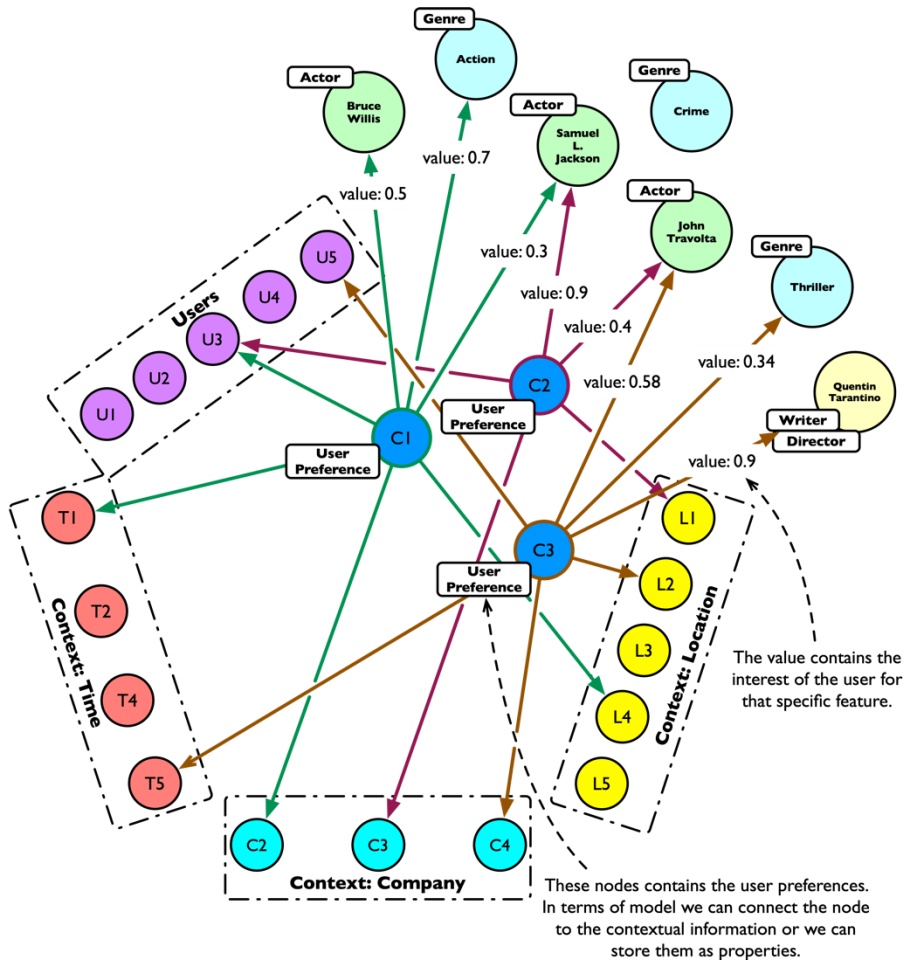 Genre
Action
Actor
Bruce
Willis
Genre
Crime
Actor
Samuel
L.
Jackson
value: 0.7
value: 0.5
Actor
John
Travolta
value: 0.3
Genre
Thriller
value: 0.9
value: 0.4
value: 0.34
value: 0.58
Quentin
Tarantino
Writer
Director
value: 0.9
Users
U5
U4
U3
U2
U1
C2
User
Preference
C1
User
Preference
C3
User
Preference
T1
T2
T4
T5
Context: Time
L1
L2
L3
L4
L5
Context: Location
C2
C3
C4
Context: Company
The value contains the
interest of the user for
that specific feature.
These nodes contains the user preferences.
In terms of model we can connect the node
to the contextual information or we can
store them as properties.